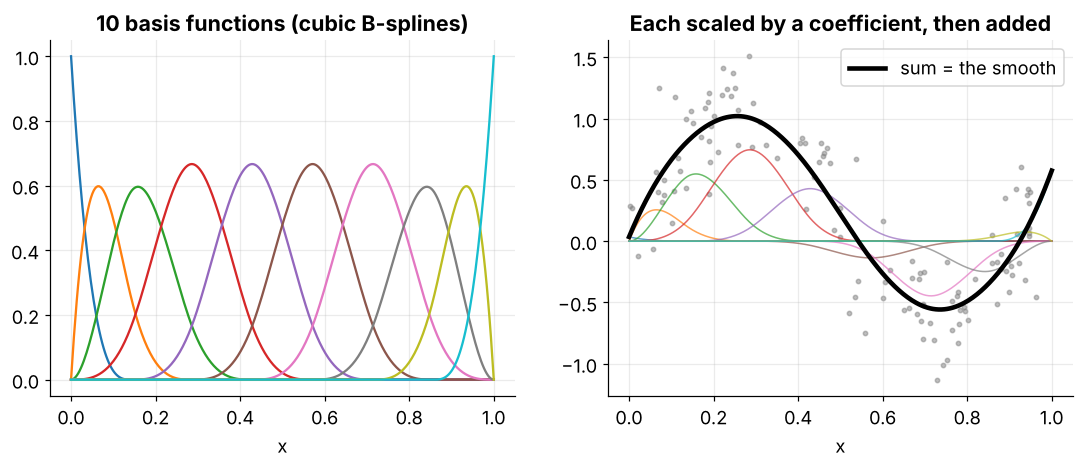 10 basis functions (cubic B-splines)
1.0
0.8
0.6
0.4
0.2
0.0
0.0 0.2 0.4 0.6 0.8 1.0
x
Each scaled by a coefficient, then added
sum = the smooth
1.5
1.0
0.5
0.0
−0.5
−1.0
0.0 0.2 0.4 0.6 0.8 1.0
x